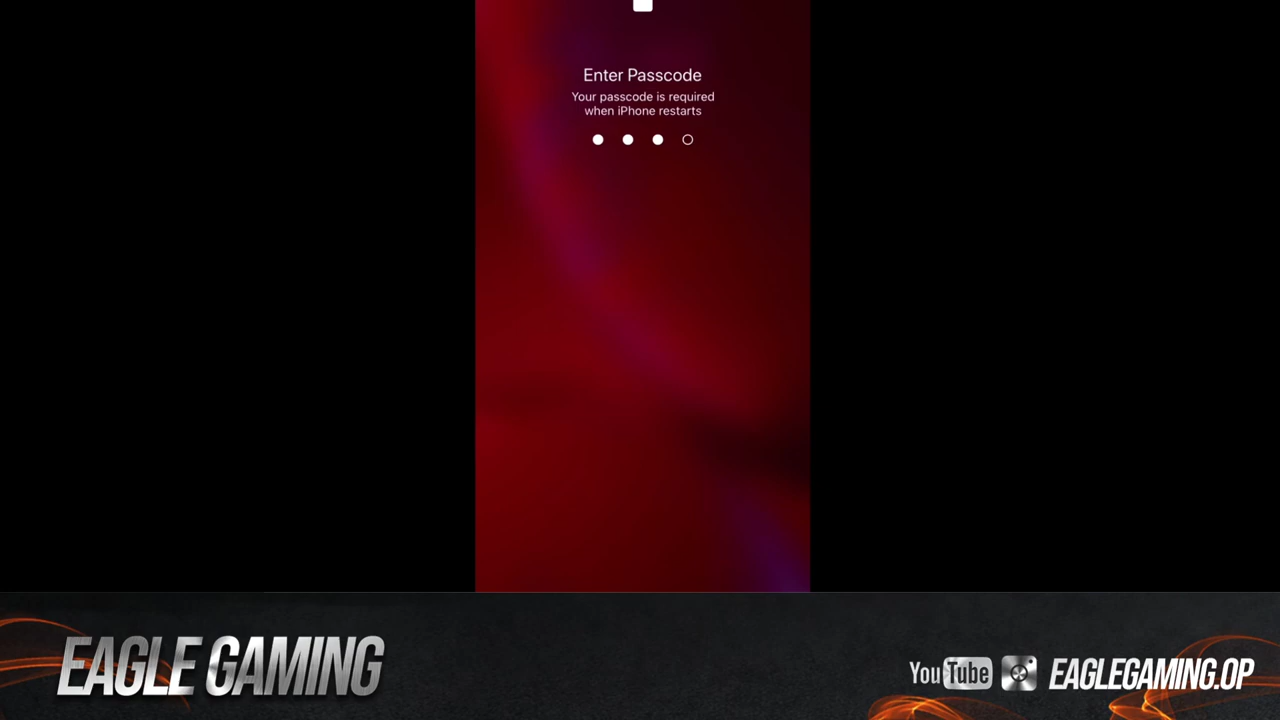 Enter Passcode
Your passcode is required
when iPhone restarts
EAGLE GAMING
YouTube EAGLEGAMING.OP